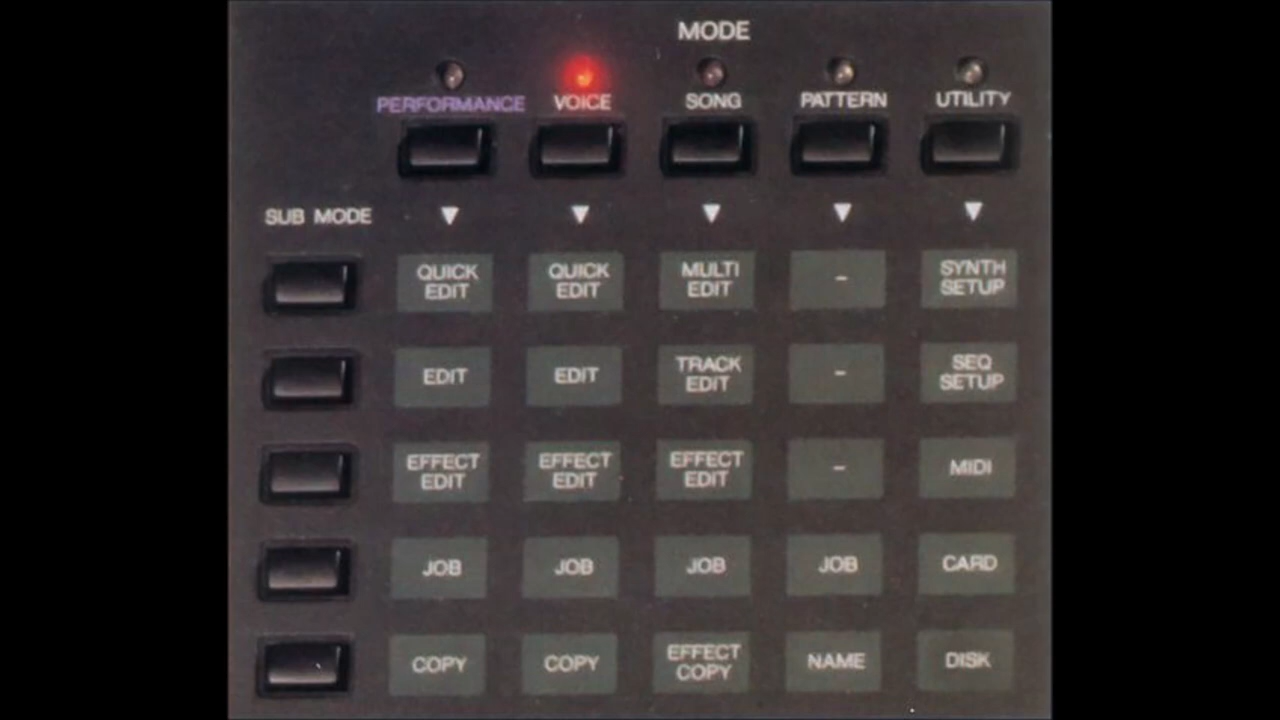 MODE
PERFORMANCE VOICE SONG PATTERN UTILITY
SUB MODE
QUICK EDIT QUICK EDIT MULTI EDIT - SYNTH SETUP
EDIT EDIT TRACK EDIT - SEQ SETUP
EFFECT EDIT EFFECT EDIT EFFECT EDIT - MIDI
JOB JOB JOB JOB CARD
COPY COPY EFFECT COPY NAME DISK